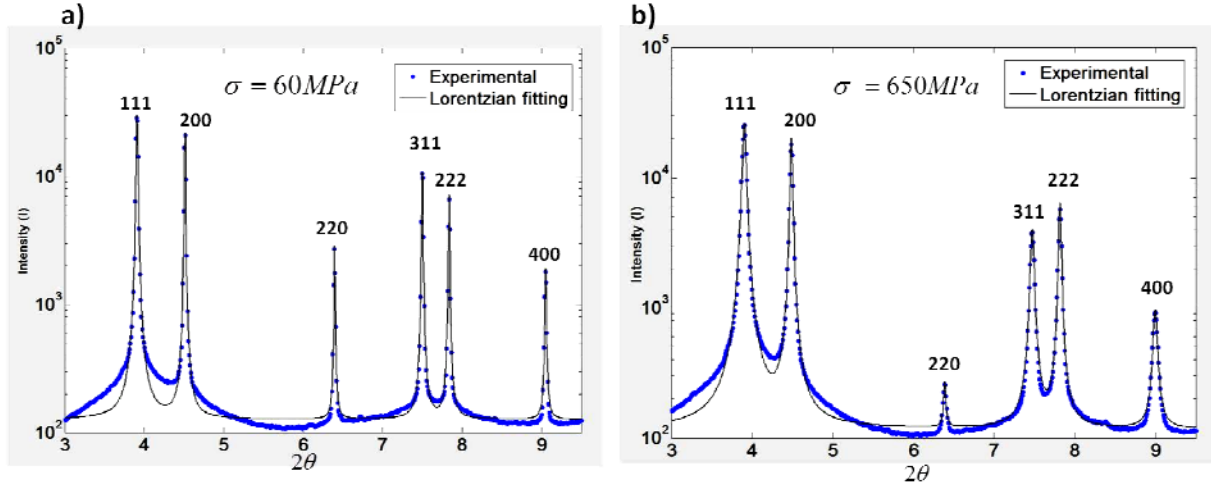 a)
10^5
10^4
10^3
10^2
Intensity (I)
σ = 60MPa
Experimental
Lorentzian fitting
111
200
220
311
222
400
3 4 5 6 7 8 9
2θ
b)
10^5
10^4
10^3
10^2
Intensity (I)
σ = 650MPa
Experimental
Lorentzian fitting
111
200
220
311
222
400
3 4 5 6 7 8 9
2θ